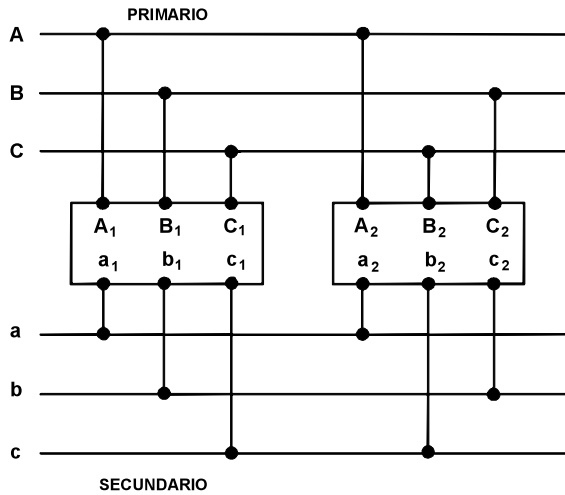 PRIMARIO
A
B
C
A1 B1 C1 A2 B2 C2
a1 b1 c1 a2 b2 c2
a
b
c
SECUNDARIO